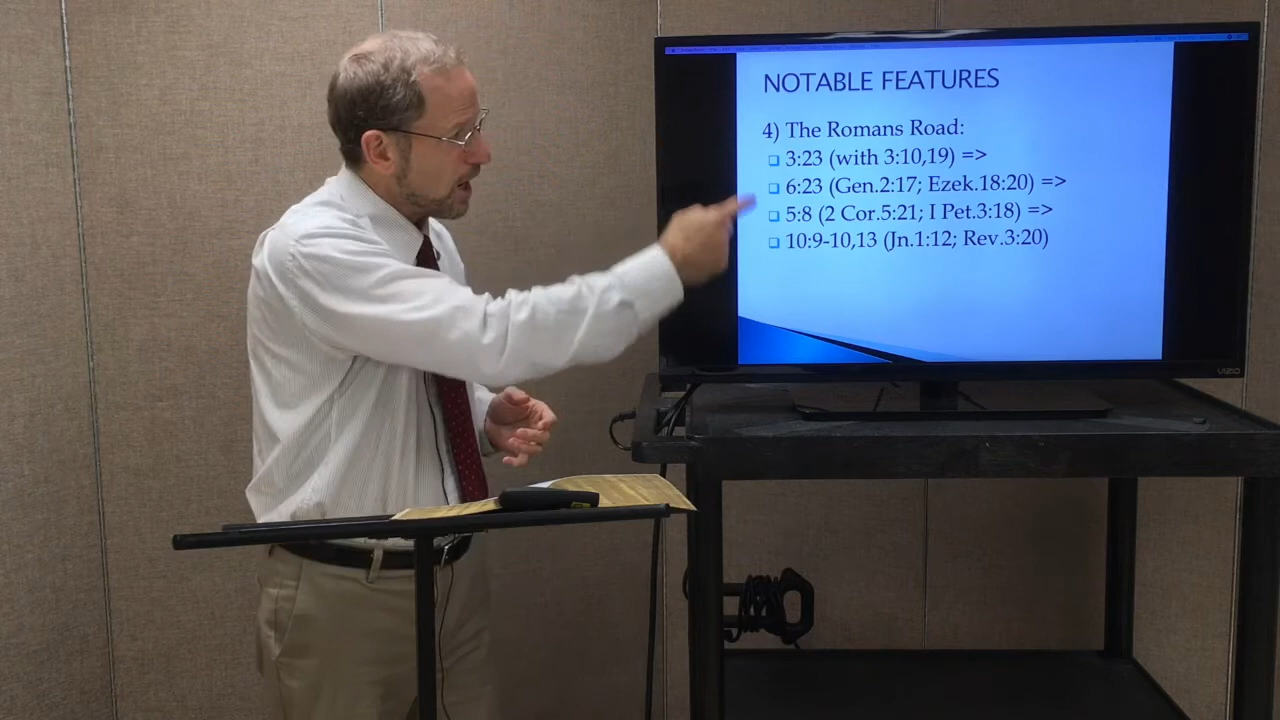 NOTABLE FEATURES
4) The Romans Road:
3:23 (with 3:10,19) =>
6:23 (Gen.2:17; Ezek.18:20) =>
5:8 (2 Cor.5:21; I Pet.3:18) =>
10:9-10,13 (Jn.1:12; Rev.3:20)
VIZIO